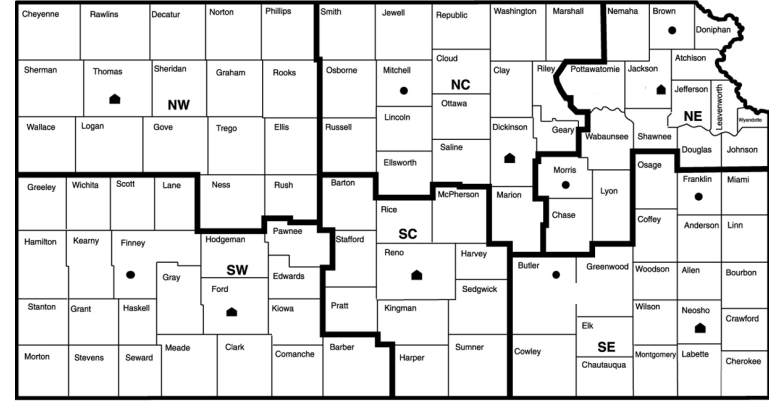 Cheyenne
Rawlins
Decatur
Norton
Phillips
Smith
Jewell
Republic
Washington
Marshall
Nemaha
Brown
Doniphan
Sherman
Thomas
Sheridan
NW
Graham
Rooks
Osborne
Mitchell
Cloud
NC
Clay
Riley
Pottawatomie
Jackson
Atchison
Jefferson
Leavenworth
Wyandotte
NE
Wallace
Logan
Gove
Trego
Ellis
Russell
Lincoln
Ottawa
Saline
Ellsworth
Dickinson
Geary
Wabaunsee
Shawnee
Douglas
Johnson
Greeley
Wichita
Scott
Lane
Ness
Rush
Barton
Rice
McPherson
Marion
Morris
Chase
Lyon
Osage
Franklin
Miami
Hamilton
Kearny
Finney
Hodgeman
Pawnee
Stafford
SC
Reno
Harvey
Sedgwick
Butler
Greenwood
Coffey
Anderson
Linn
Gray
SW
Ford
Edwards
Kiowa
Pratt
Kingman
Woodson
Allen
Bourbon
Stanton
Grant
Haskell
Elk
SE
Wilson
Neosho
Crawford
Morton
Stevens
Seward
Meade
Clark
Comanche
Barber
Harper
Sumner
Cowley
Chautauqua
Montgomery
Labette
Cherokee